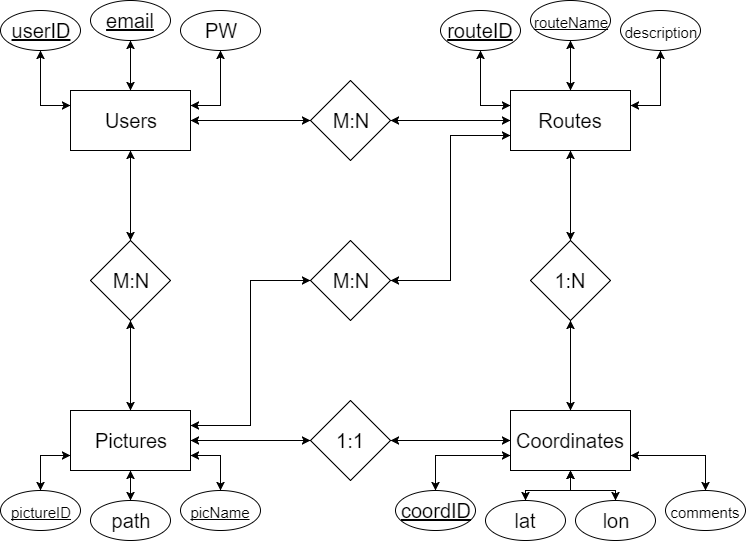 userID
email
PW
routeID
routeName
description
Users
M:N
Routes
M:N
M:N
1:N
Pictures
1:1
Coordinates
pictureID
path
picName
coordID
lat
lon
comments